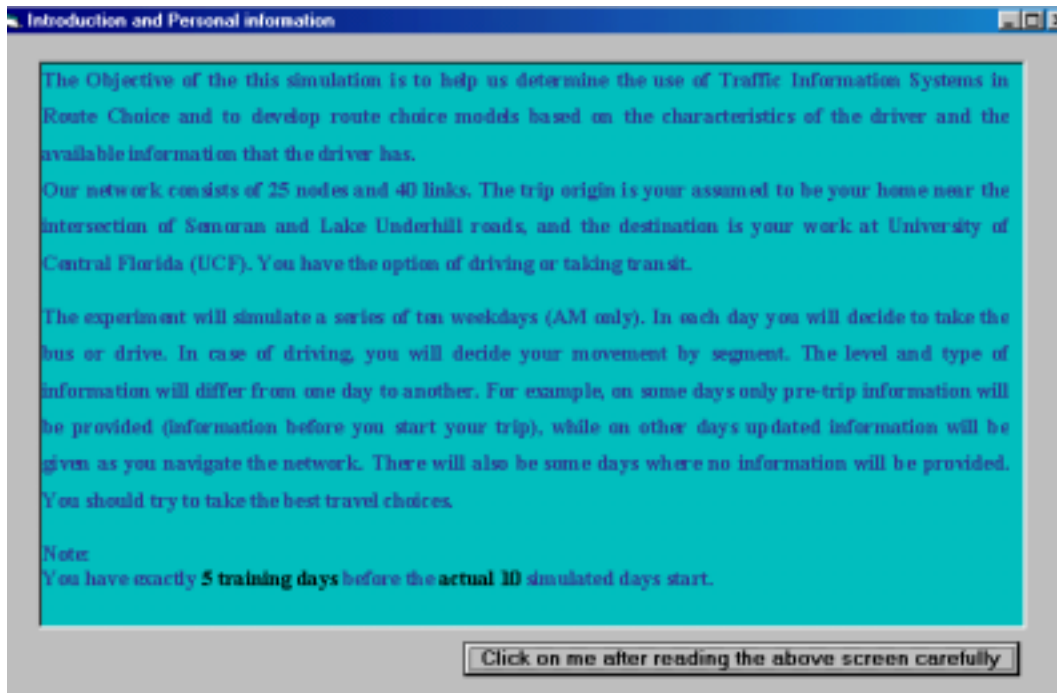 Introduction and Personal information
The Objective of the this simulation is to help us determine the use of Traffic Information Systems in
Route Choice and to develop route choice models based on the characteristics of the driver and the
available information that the driver has.
Our network consists of 25 nodes and 40 links. The trip origin is your assumed to be your home near the
intersection of Semoran and Lake Underhill roads, and the destination is your work at University of
Central Florida (UCF). You have the option of driving or taking transit.
The experiment will simulate a series of ten weekdays (AM only). In each day you will decide to take the
bus or drive. In case of driving, you will decide your movement by segment. The level and type of
information will differ from one day to another. For example, on some days only pre-trip information will
be provided (information before you start your trip), while on other days updated information will be
given as you navigate the network. There will also be some days where no information will be provided.
You should try to take the best travel choices.
Note:
You have exactly 5 training days before the actual 10 simulated days start.
Click on me after reading the above screen carefully